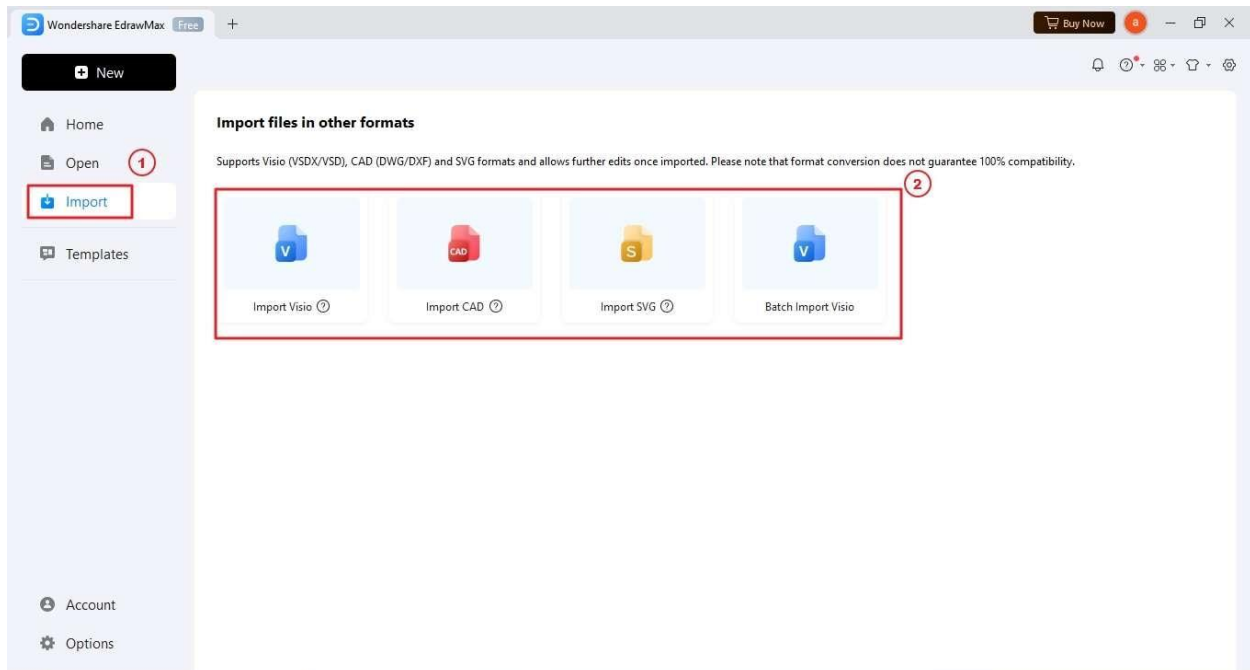 Wondershare EdrawMax Free
Buy Now
a
New
Home
Open
1
Import
Templates
Account
Options
Import files in other formats
Supports Visio (VSDX/VSD), CAD (DWG/DXF) and SVG formats and allows further edits once imported. Please note that format conversion does not guarantee 100% compatibility.
2
V
CAD
S
V
Import Visio
Import CAD
Import SVG
Batch Import Visio